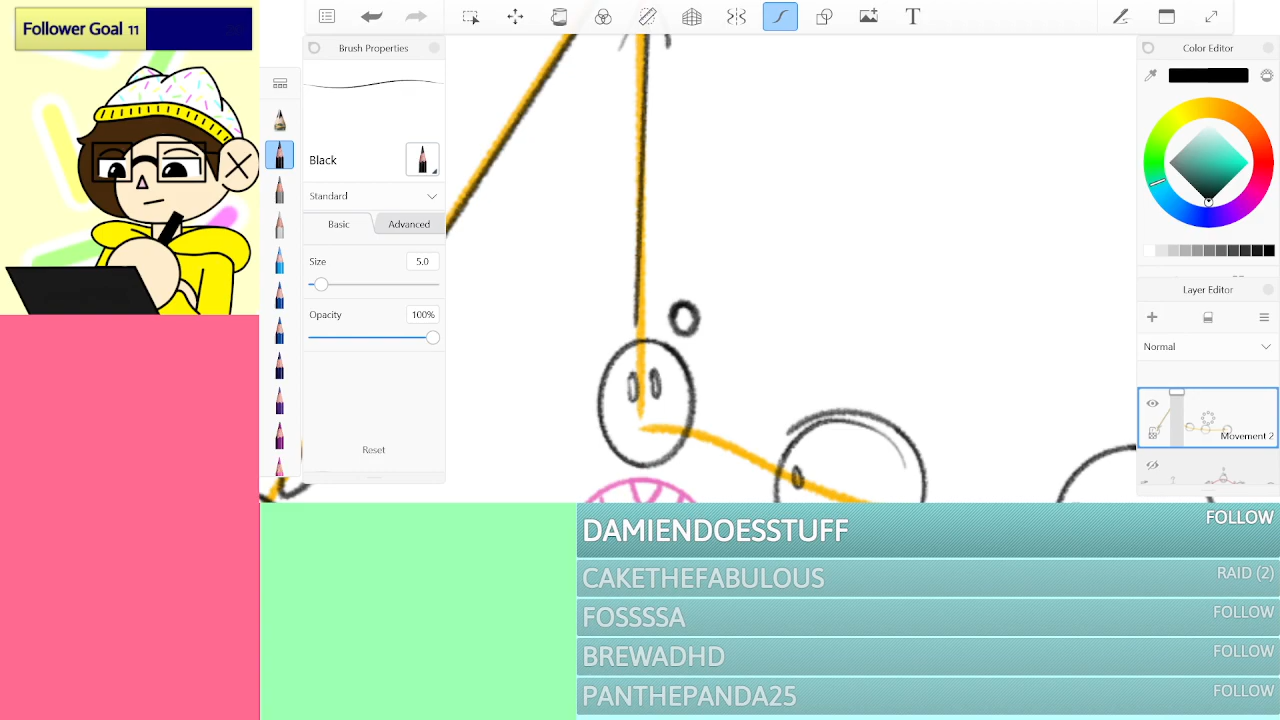 Follower Goal 11
Brush Properties
Black
Standard
Basic Advanced
Size 5.0
Opacity 100%
Reset
T
Color Editor
Layer Editor
Normal
Movement 2
DAMIENDOESSTUFF FOLLOW
CAKETHEFABULOUS RAID (2)
FOSSSSA FOLLOW
BREWADHD FOLLOW
PANTHEPANDA25 FOLLOW